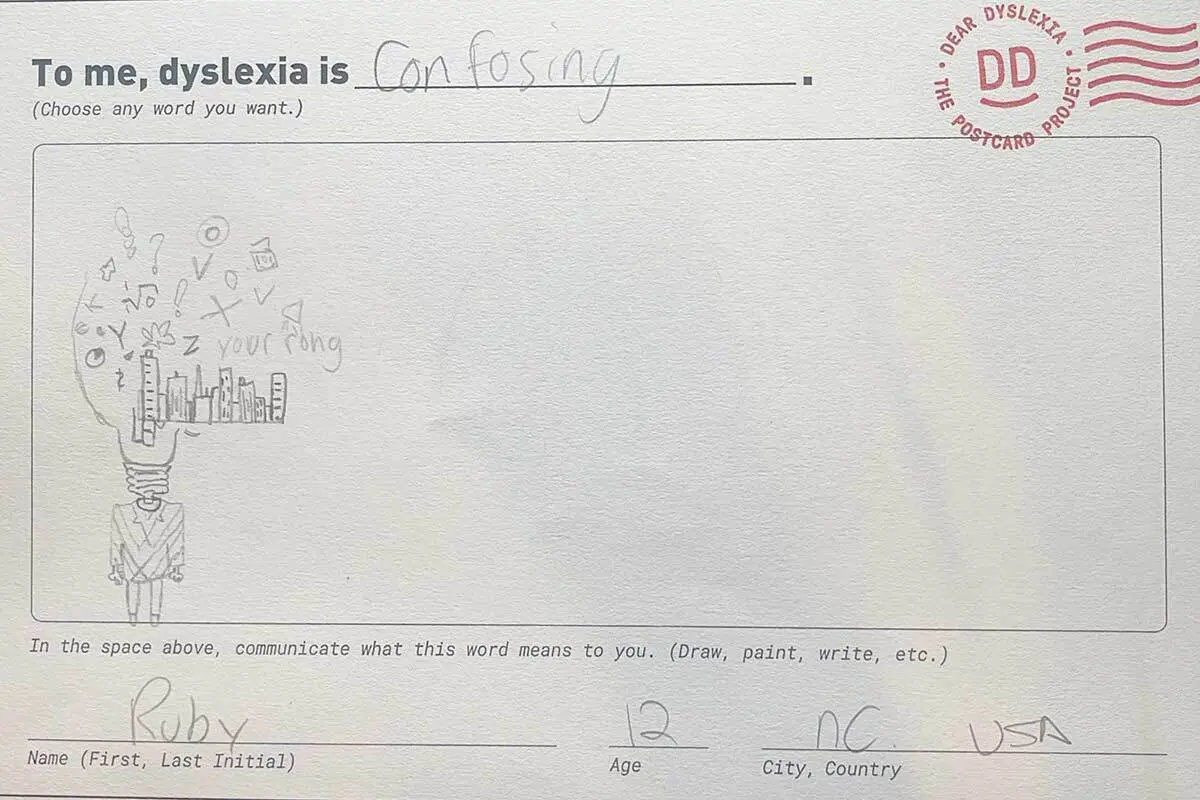 To me, dyslexia is Confosing.
(Choose any word you want.)
• DEAR DYSLEXIA • THE POSTCARD PROJECT
DD
Y
Z your rong
In the space above, communicate what this word means to you. (Draw, paint, write, etc.)
Ruby 12 NC. USA
Name (First, Last Initial) Age City, Country